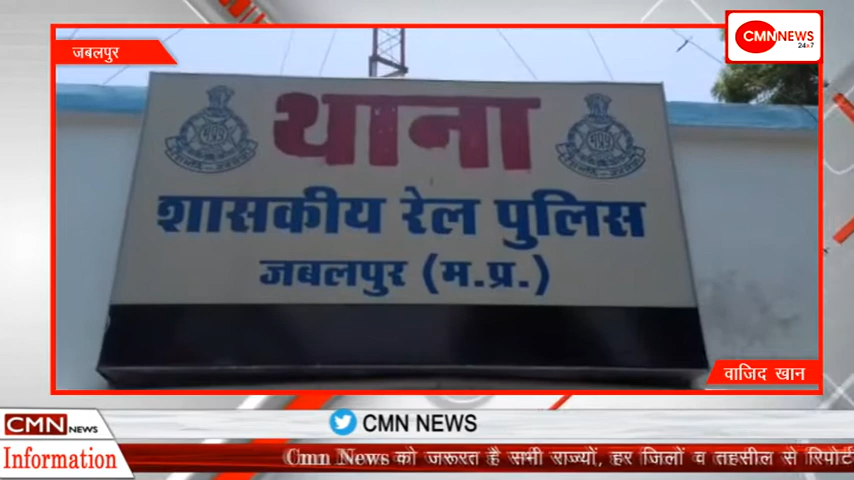 जबलपुर
CMN NEWS
24x7
थाना
शासकीय रेल पुलिस
जबलपुर (म.प्र.)
वाजिद खान
CMN NEWS
CMN NEWS
Information
Cmn News को जरूरत है सभी राज्यों, हर जिलों व तहसील से रिपोर्ट